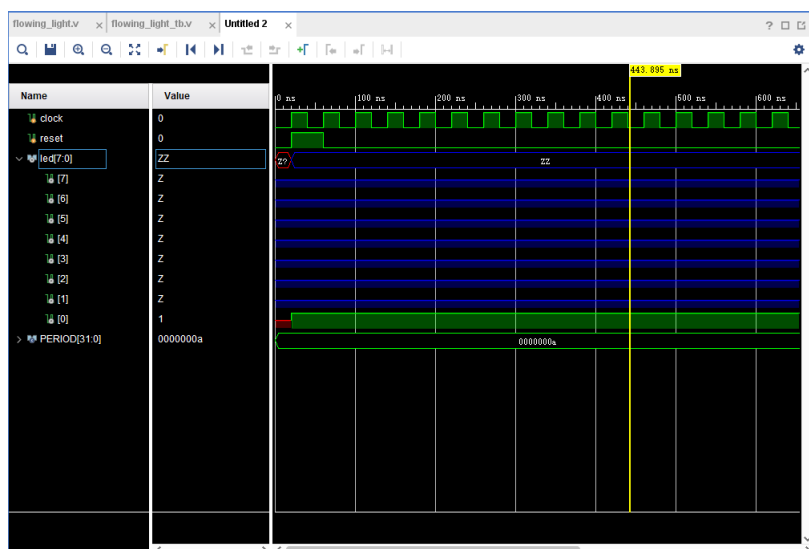 flowing_light.v × flowing_light_tb.v × Untitled 2 ×
443.895 ns
Name Value 0 ns 100 ns 200 ns 300 ns 400 ns 500 ns 600 ns
clock 0
reset 0
led[7:0] ZZ Z? ZZ
[7] Z
[6] Z
[5] Z
[4] Z
[3] Z
[2] Z
[1] Z
[0] 1
PERIOD[31:0] 0000000a 0000000a